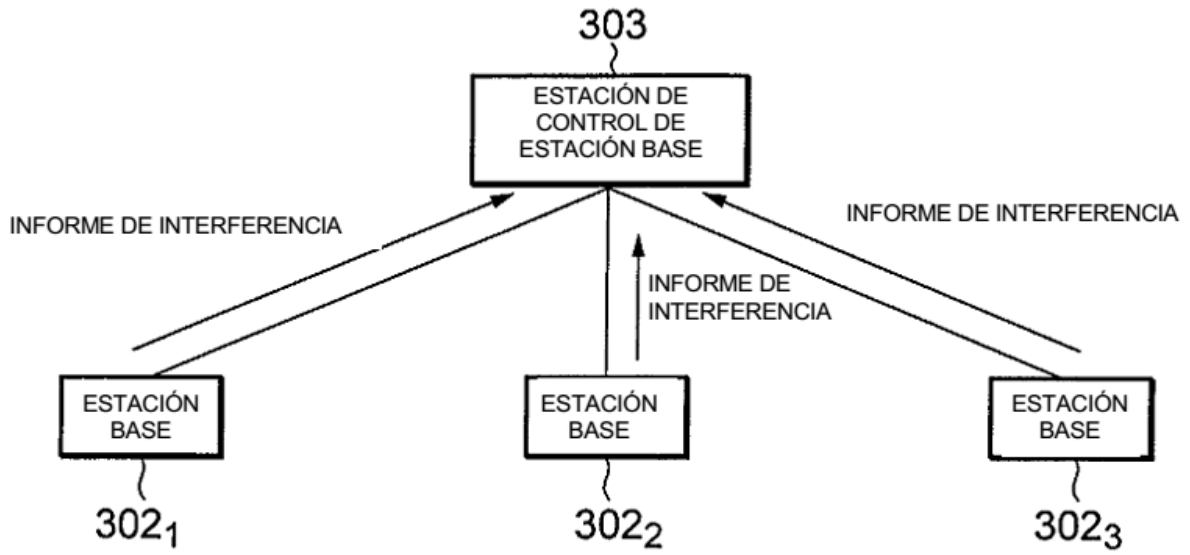 303
ESTACIÓN DE
CONTROL DE
ESTACIÓN BASE
INFORME DE INTERFERENCIA
INFORME DE INTERFERENCIA
INFORME DE
INTERFERENCIA
ESTACIÓN
BASE
ESTACIÓN
BASE
ESTACIÓN
BASE
302₁
302₂
302₃